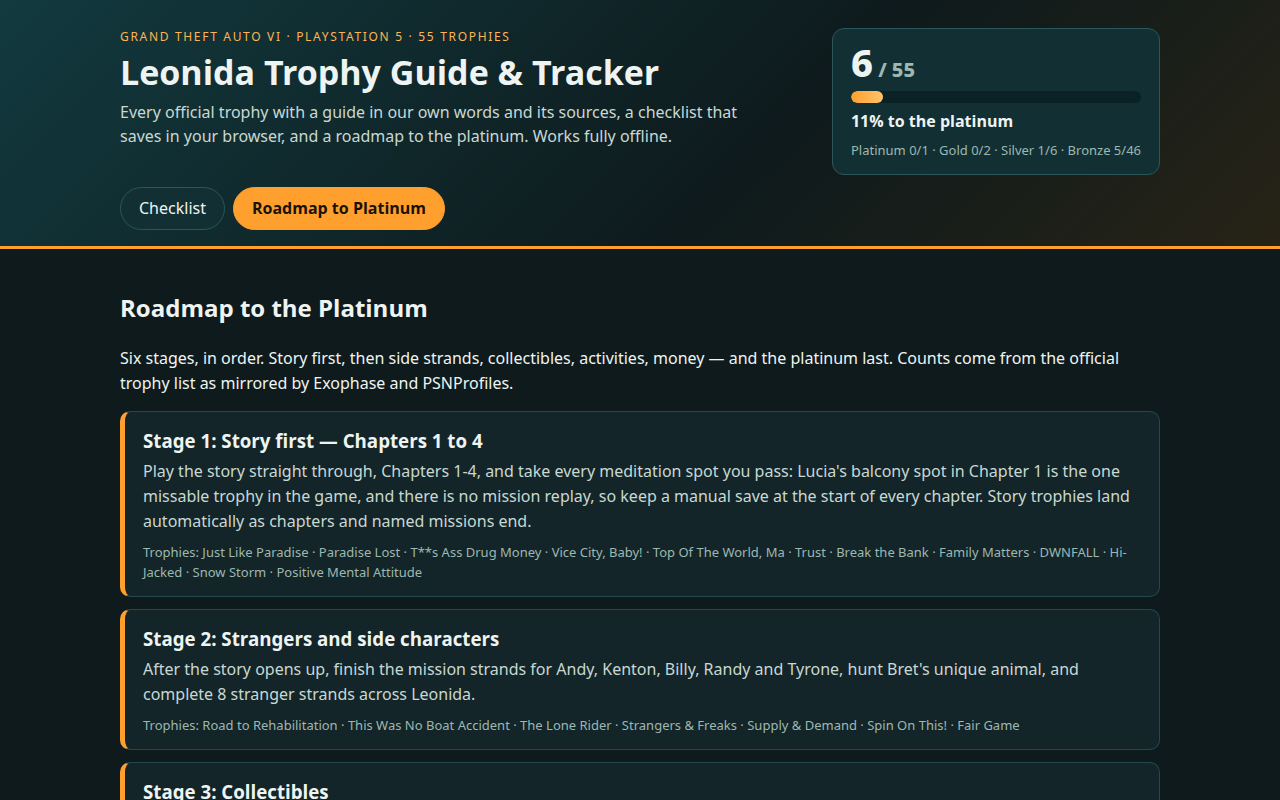 GRAND THEFT AUTO VI · PLAYSTATION 5 · 55 TROPHIES
Leonida Trophy Guide & Tracker
Every official trophy with a guide in our own words and its sources, a checklist that
saves in your browser, and a roadmap to the platinum. Works fully offline.
6 / 55
11% to the platinum
Platinum 0/1 · Gold 0/2 · Silver 1/6 · Bronze 5/46
Checklist
Roadmap to Platinum
Roadmap to the Platinum
Six stages, in order. Story first, then side strands, collectibles, activities, money — and the platinum last. Counts come from the official
trophy list as mirrored by Exophase and PSNProfiles.
Stage 1: Story first — Chapters 1 to 4
Play the story straight through, Chapters 1-4, and take every meditation spot you pass: Lucia's balcony spot in Chapter 1 is the one
missable trophy in the game, and there is no mission replay, so keep a manual save at the start of every chapter. Story trophies land
automatically as chapters and named missions end.
Trophies: Just Like Paradise · Paradise Lost · T**s Ass Drug Money · Vice City, Baby! · Top Of The World, Ma · Trust · Break the Bank · Family Matters · DWNFALL · Hi-
Jacked · Snow Storm · Positive Mental Attitude
Stage 2: Strangers and side characters
After the story opens up, finish the mission strands for Andy, Kenton, Billy, Randy and Tyrone, hunt Bret's unique animal, and
complete 8 stranger strands across Leonida.
Trophies: Road to Rehabilitation · This Was No Boat Accident · The Lone Rider · Strangers & Freaks · Supply & Demand · Spin On This! · Fair Game
Stage 3: Collectibles